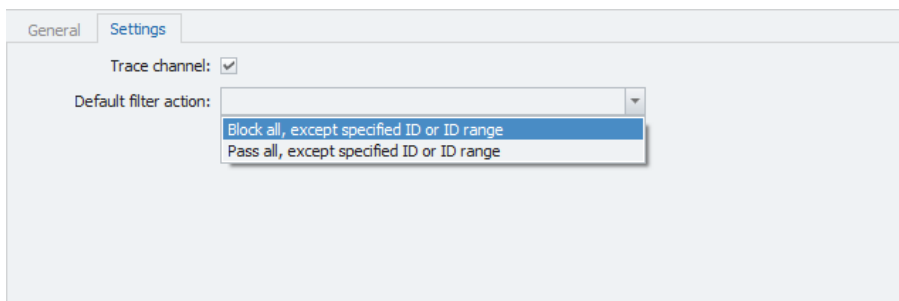 General Settings
Trace channel:
Default filter action:
Block all, except specified ID or ID range
Pass all, except specified ID or ID range